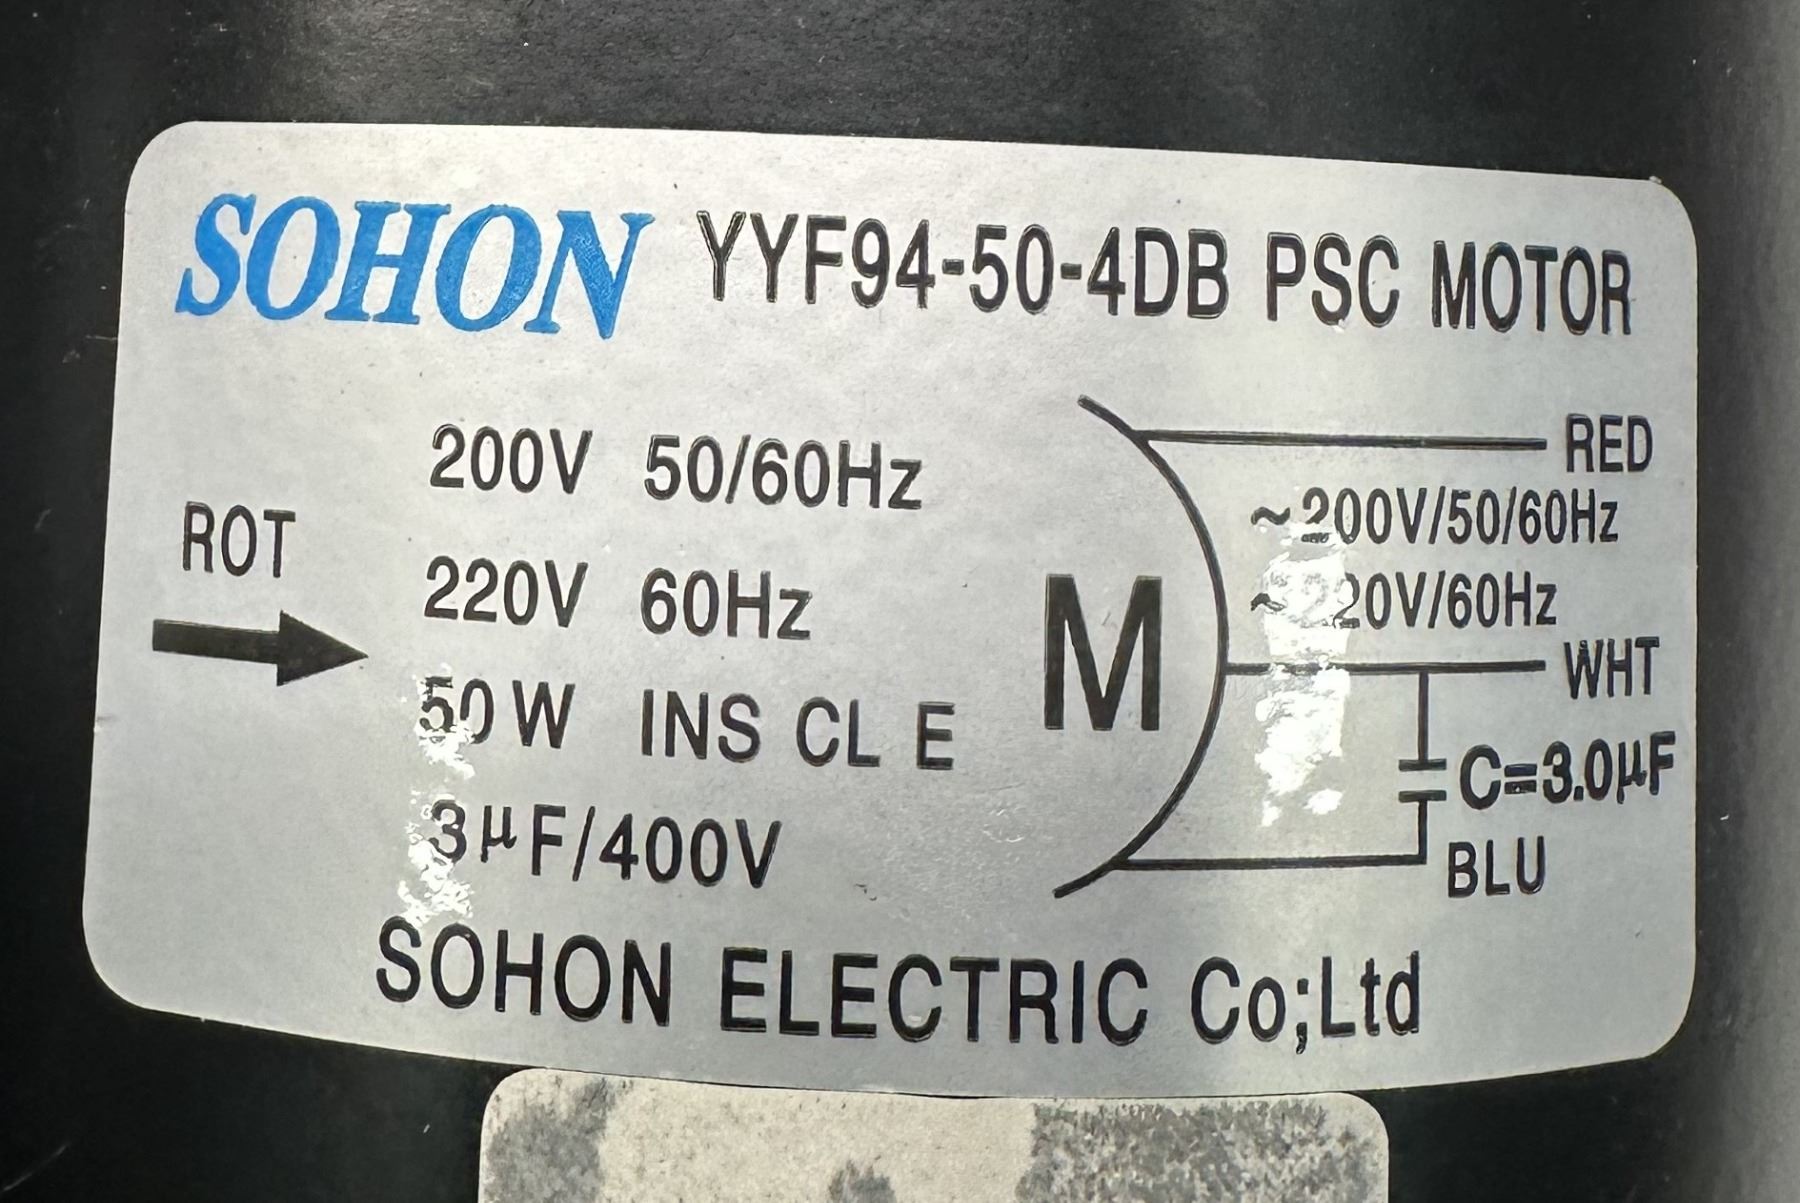 SOHON YYF94-50-4DB PSC MOTOR
200V 50/60Hz
220V 60Hz
50W INS CL E
3μF/400V
ROT
M
RED
~200V/50/60Hz
~220V/60Hz
WHT
C=3.0μF
BLU
SOHON ELECTRIC Co;Ltd